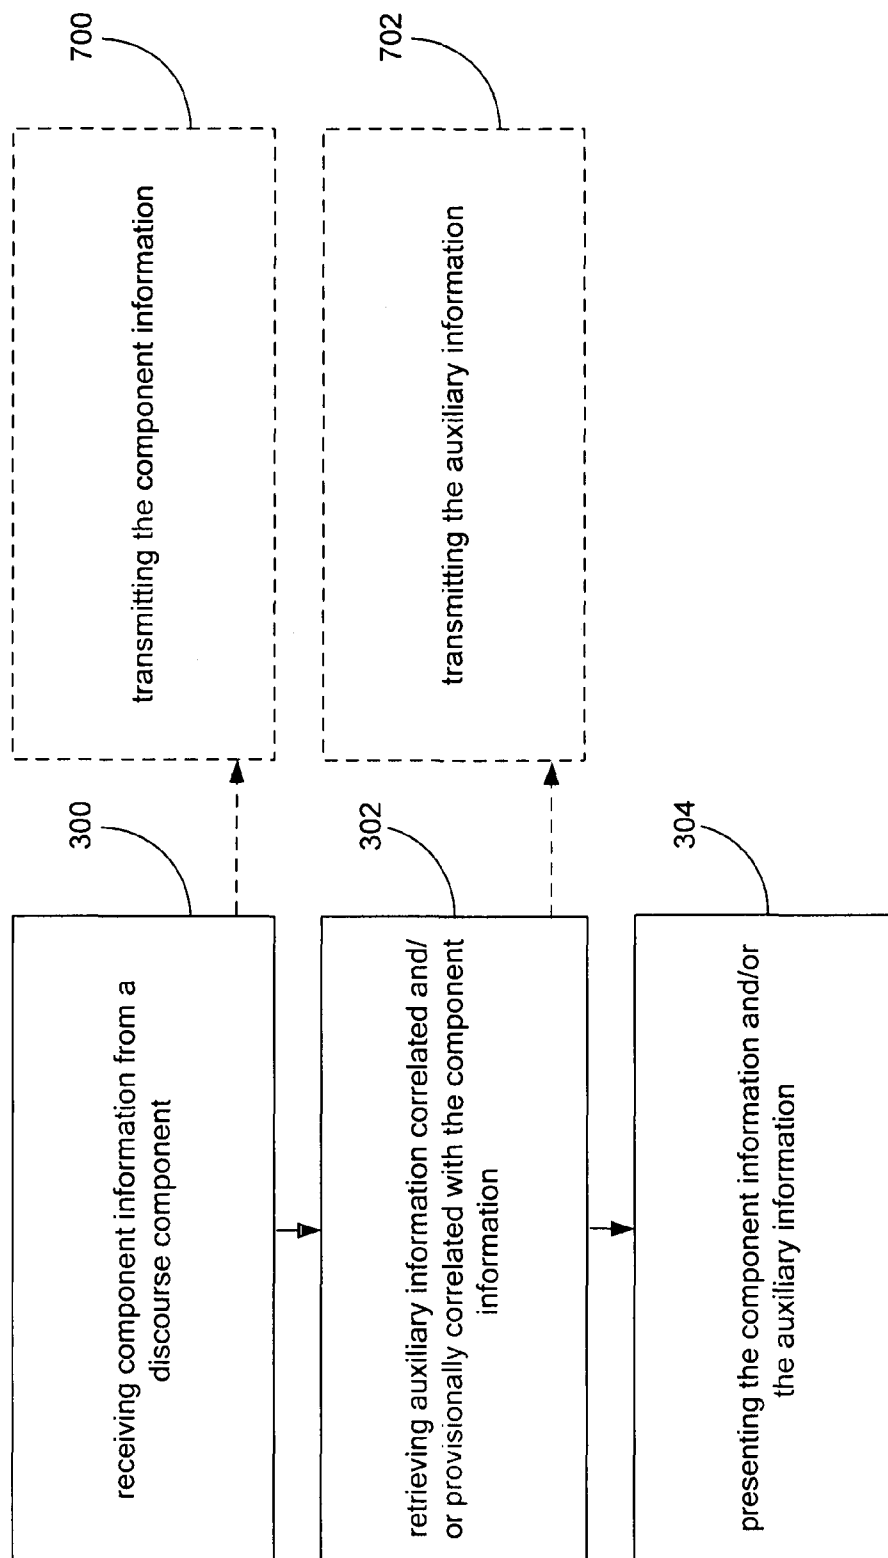 300
receiving component information from a
discourse component
700
transmitting the component information
302
retrieving auxiliary information correlated and/
or provisionally correlated with the component
information
702
transmitting the auxiliary information
304
presenting the component information and/or
the auxiliary information